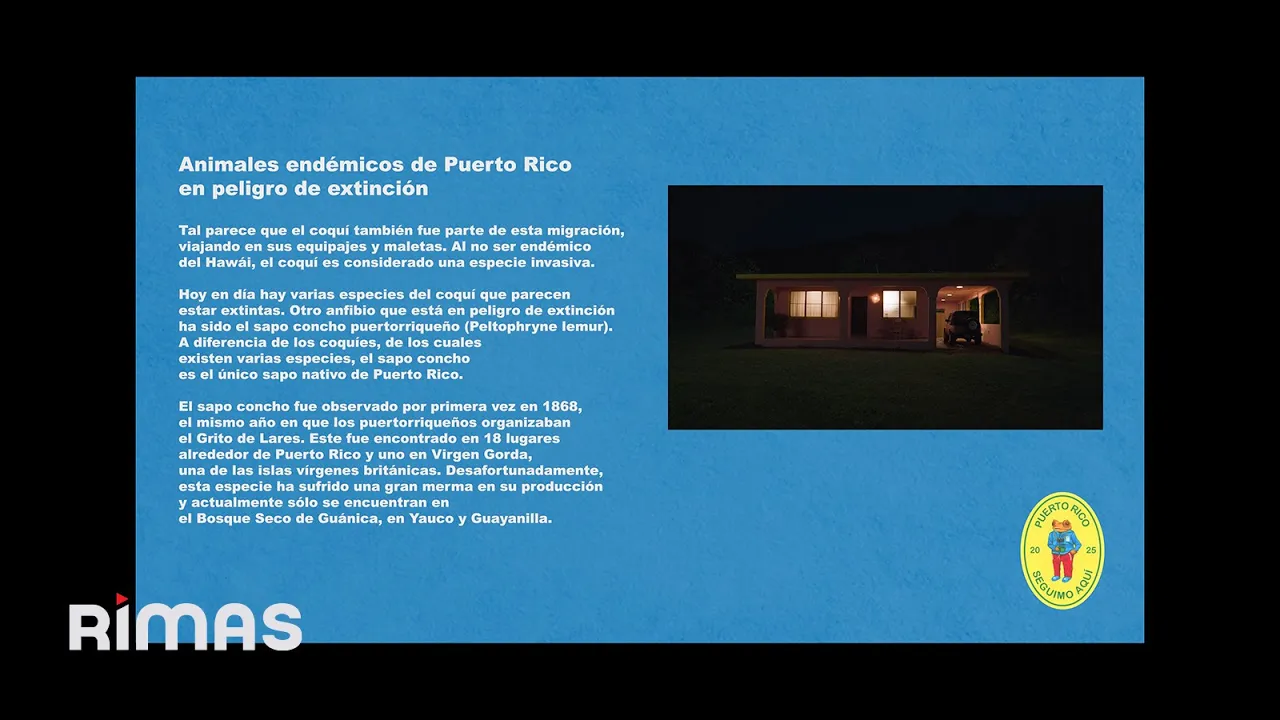 Animales endémicos de Puerto Rico
en peligro de extinción
Tal parece que el coquí también fue parte de esta migración,
viajando en sus equipajes y maletas. Al no ser endémico
del Hawái, el coquí es considerado una especie invasiva.
Hoy en día hay varias especies del coquí que parecen
estar extintas. Otro anfibio que está en peligro de extinción
ha sido el sapo concho puertorriqueño (Peltophryne lemur).
A diferencia de los coquíes, de los cuales
existen varias especies, el sapo concho
es el único sapo nativo de Puerto Rico.
El sapo concho fue observado por primera vez en 1868,
el mismo año en que los puertorriqueños organizaban
el Grito de Lares. Este fue encontrado en 18 lugares
alrededor de Puerto Rico y uno en Virgen Gorda,
una de las islas vírgenes británicas. Desafortunadamente,
esta especie ha sufrido una gran merma en su producción
y actualmente sólo se encuentran en
el Bosque Seco de Guánica, en Yauco y Guayanilla.
PUERTO RICO
20 25
SEGUIMO AQUÍ
RIMAS